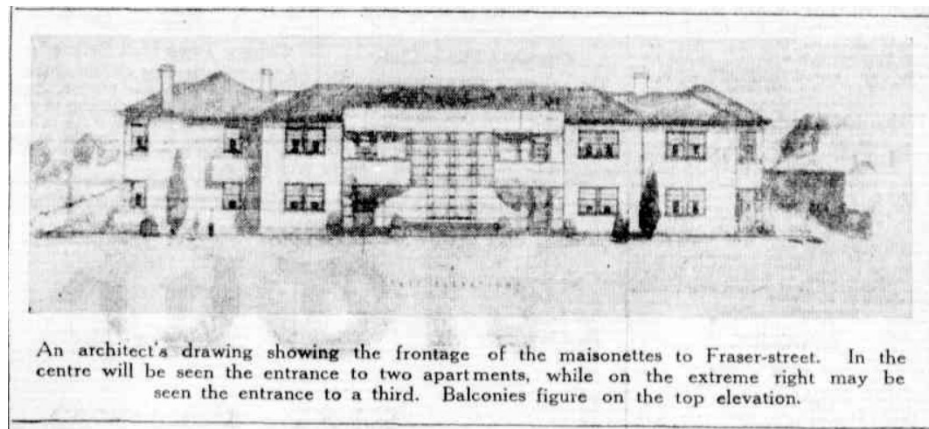 An architect's drawing showing the frontage of the maisonettes to Fraser-street. In the
centre will be seen the entrance to two apartments, while on the extreme right may be
seen the entrance to a third. Balconies figure on the top elevation.